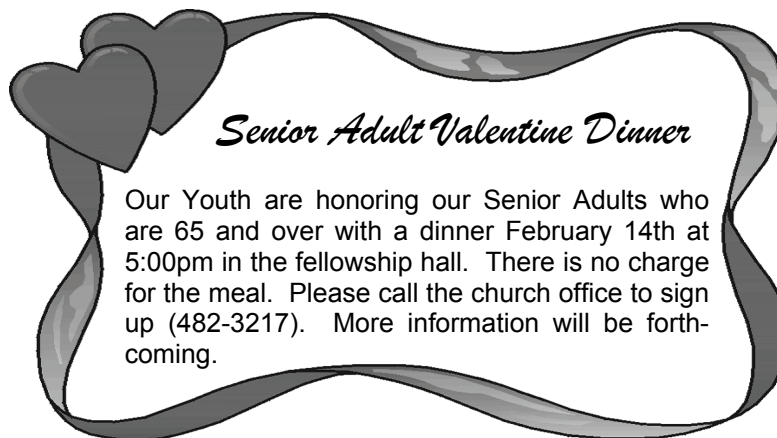 Senior Adult Valentine Dinner
Our Youth are honoring our Senior Adults who
are 65 and over with a dinner February 14th at
5:00pm in the fellowship hall.  There is no charge
for the meal.  Please call the church office to sign
up (482-3217).  More information will be forth-
coming.